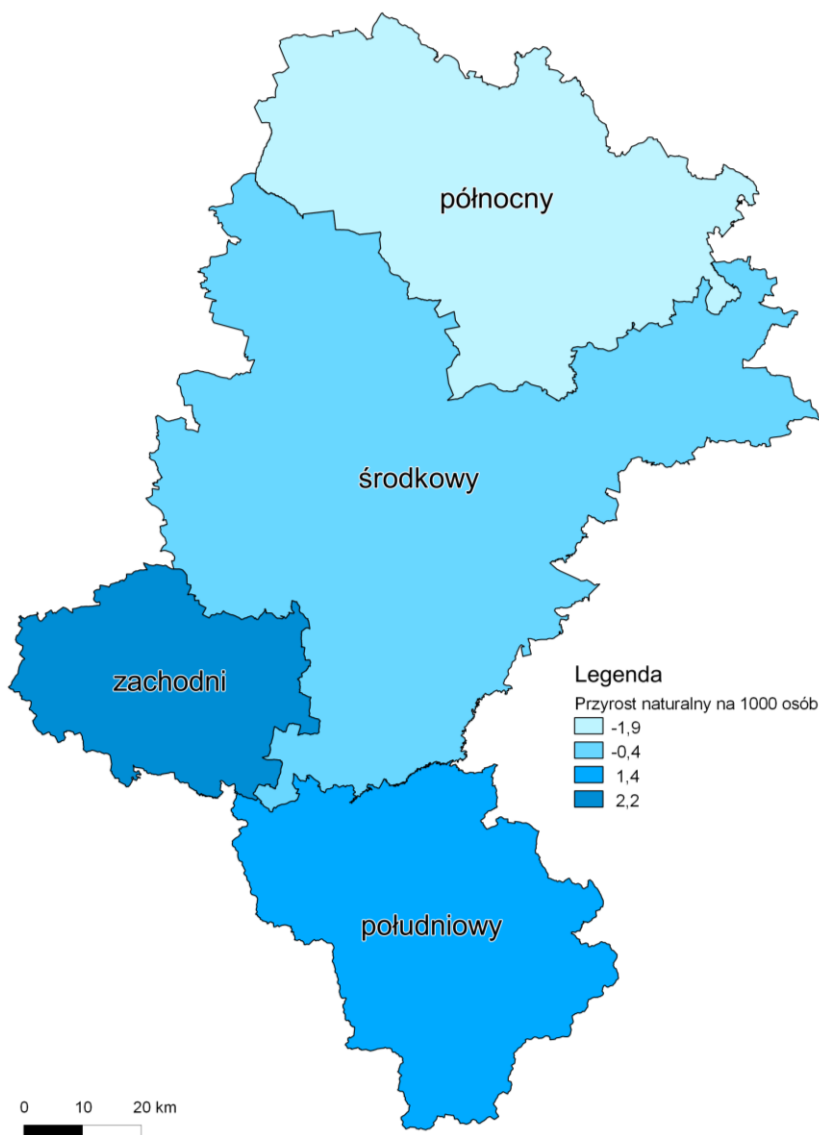 północny
środkowy
zachodni
Legenda
Przyrost naturalny na 1000 osób
-1,9
-0,4
1,4
2,2
południowy
0 10 20 km